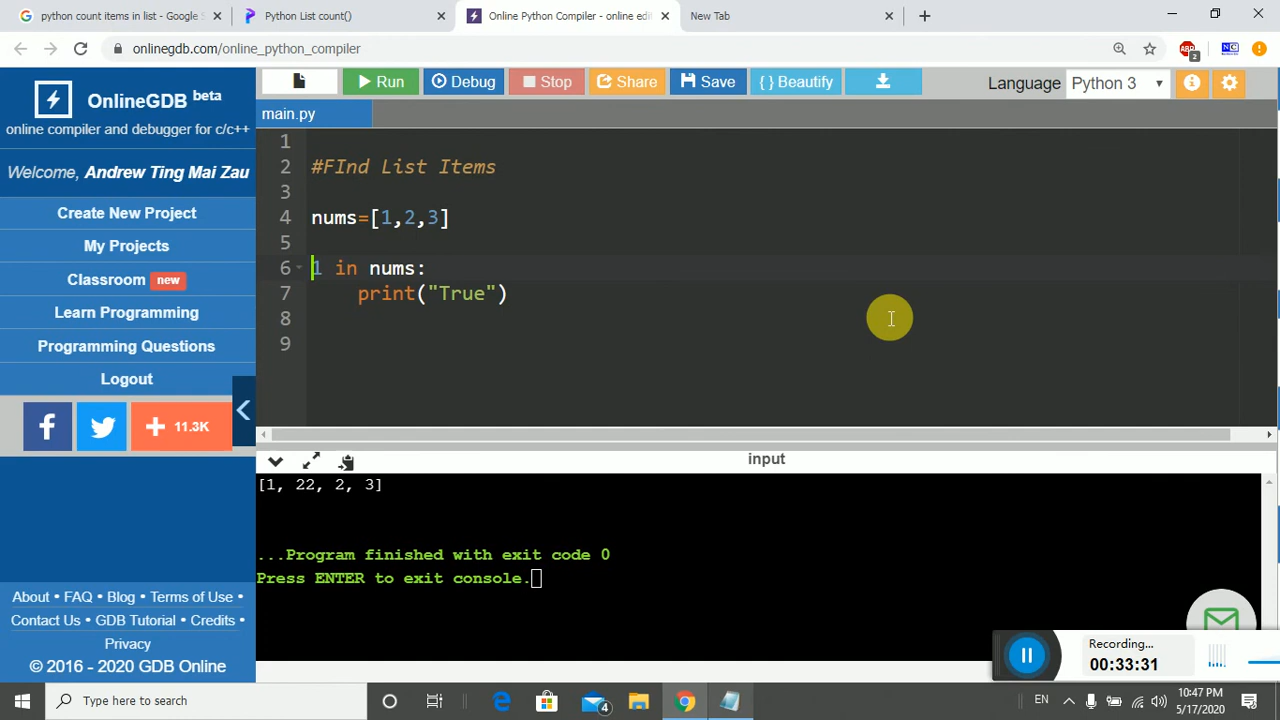 python count items in list - Google S
Python List count()
Online Python Compiler - online edit
New Tab
onlinegdb.com/online_python_compiler
ABP
2
NC
OnlineGDB beta
online compiler and debugger for c/c++
Welcome, Andrew Ting Mai Zau
Create New Project
My Projects
Classroom new
Learn Programming
Programming Questions
Logout
11.3K
About • FAQ • Blog • Terms of Use •
Contact Us • GDB Tutorial • Credits •
Privacy
© 2016 - 2020 GDB Online
Run
Debug
Stop
Share
Save
{ } Beautify
Language
Python 3
main.py
1
2 #FInd List Items
3
4 nums=[1,2,3]
5
6 1 in nums:
7 print("True")
8
9
input
[1, 22, 2, 3]
...Program finished with exit code 0
Press ENTER to exit console.
Recording...
00:33:31
Type here to search
4
EN
10:47 PM
5/17/2020